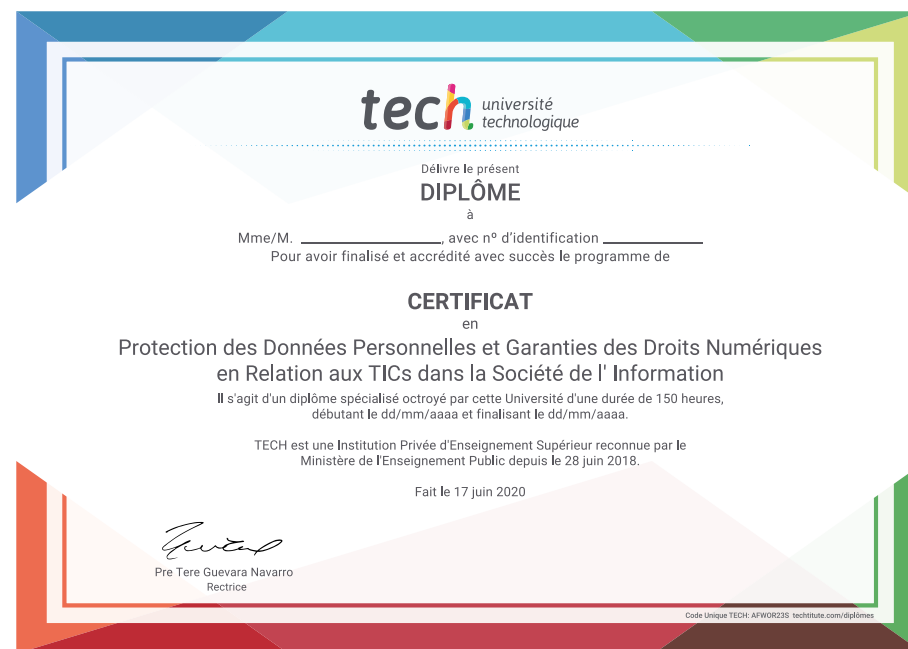 tech université
technologique
Délivre le présent
DIPLÔME
à
Mme/M. ____________________, avec nº d'identification ______________
Pour avoir finalisé et accrédité avec succès le programme de
CERTIFICAT
en
Protection des Données Personnelles et Garanties des Droits Numériques
en Relation aux TICs dans la Société de l' Information
Il s'agit d'un diplôme spécialisé octroyé par cette Université d'une durée de 150 heures,
débutant le dd/mm/aaaa et finalisant le dd/mm/aaaa.
TECH est une Institution Privée d'Enseignement Supérieur reconnue par le
Ministère de l'Enseignement Public depuis le 28 juin 2018.
Fait le 17 juin 2020
Pre Tere Guevara Navarro
Rectrice
Code Unique TECH: AFWOR23S techtitute.com/diplômes